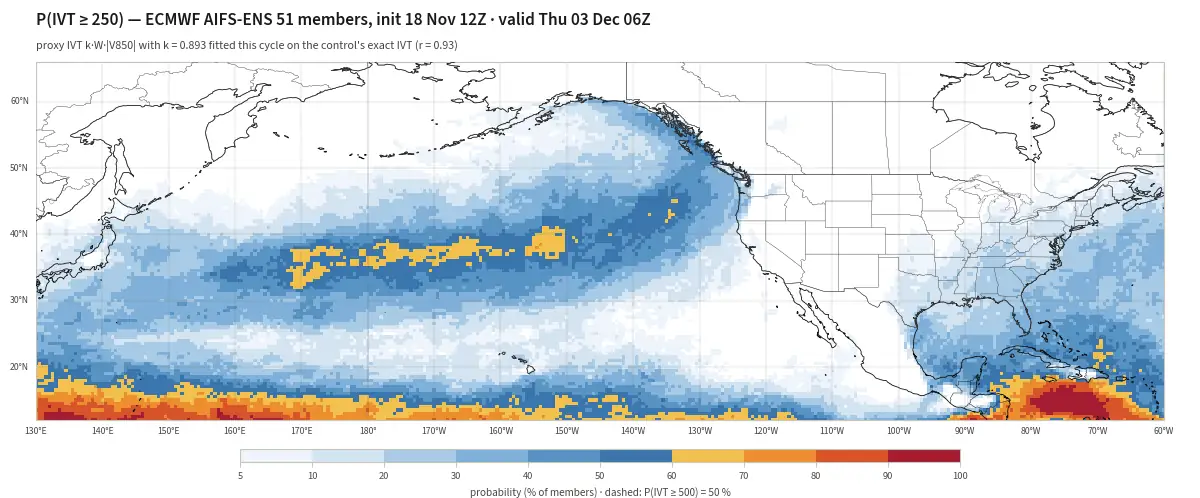 P(IVT ≥ 250) — ECMWF AIFS-ENS 51 members, init 18 Nov 12Z · valid Thu 03 Dec 06Z
proxy IVT k·W·|V850| with k = 0.893 fitted this cycle on the control's exact IVT (r = 0.93)
60°N
50°N
40°N
30°N
20°N
130°E 140°E 150°E 160°E 170°E 180° 170°W 160°W 150°W 140°W 130°W 120°W 110°W 100°W 90°W 80°W 70°W 60°W
5 10 20 30 40 50 60 70 80 90 100
probability (% of members) · dashed: P(IVT ≥ 500) = 50 %